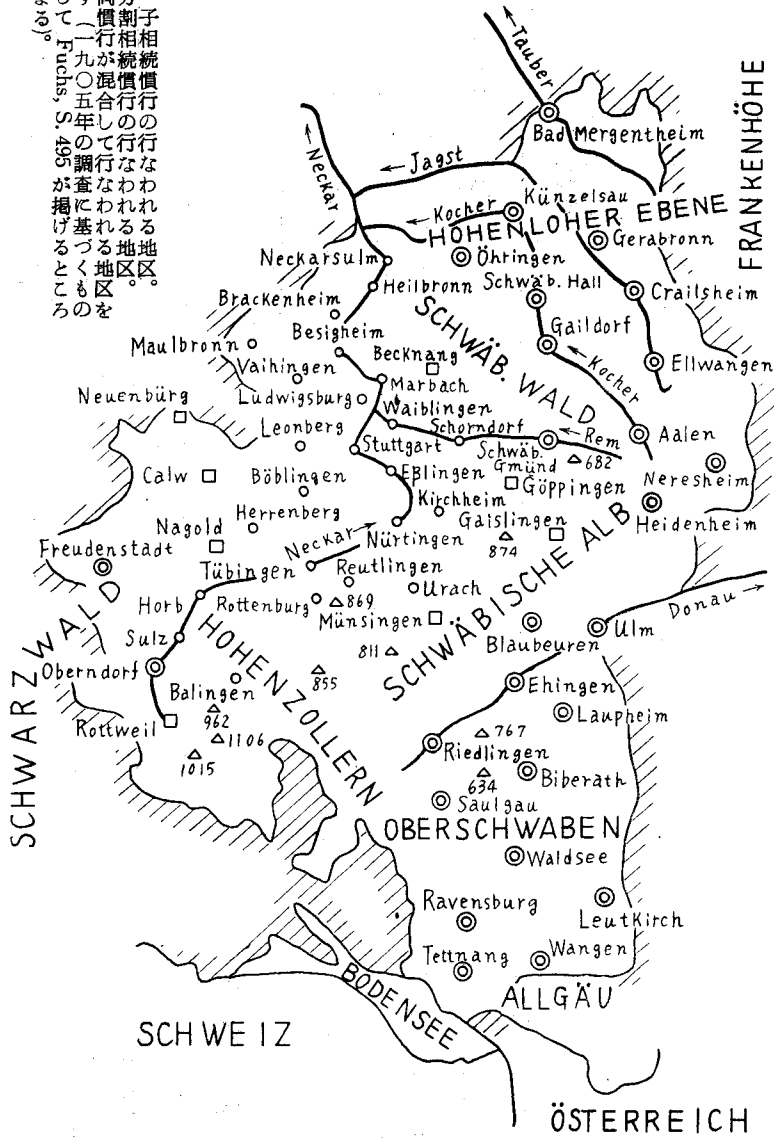 子相続慣行の行なわれる地区。
分割相続慣行の行なわれる地区。
慣行が混合して行なわれる地区を
(一九〇五年の調査に基づくもの
して Fuchs, S. 495 が掲げるところ
る)。
Tauber
Bad Mergentheim
FRANKENHÖHE
Neckar
Jagst
Kocher
Künzelsau
HOHENLOHER EBENE
Gerabronn
Neckarsulm
Öhringen
Heilbronn
Schwäb. Hall
Crailsheim
Brackenheim
SCHWÄB. WALD
Gaildorf
Maulbronn
Besigheim
Becknang
Kocher
Ellwangen
Vaihingen
Marbach
Neuenbürg
Ludwigsburg
Waiblingen
Schorndorf
Rem
Aalen
Leonberg
Stuttgart
Schwäb. Gmünd
682
Calw
Böblingen
Eßlingen
Göppingen
Neresheim
Kirchheim
Herrenberg
Gaislingen
Heidenheim
Nagold
Neckar
Nürtingen
874
Freudenstadt
Tübingen
Reutlingen
SCHWÄBISCHE ALB
Horb
Rottenburg
869
Urach
Donau
Münsingen
SCHWARZWALD
Sulz
HOHENZOLLERN
811
Blaubeuren
Ulm
Oberndorf
855
Ehingen
Balingen
962
Laupheim
Rottweil
1106
767
1015
Riedlingen
634
Biberath
Saulgau
OBERSCHWABEN
Waldsee
Ravensburg
Leutkirch
Tettnang
Wangen
BODENSEE
ALLGÄU
SCHWEIZ
ÖSTERREICH